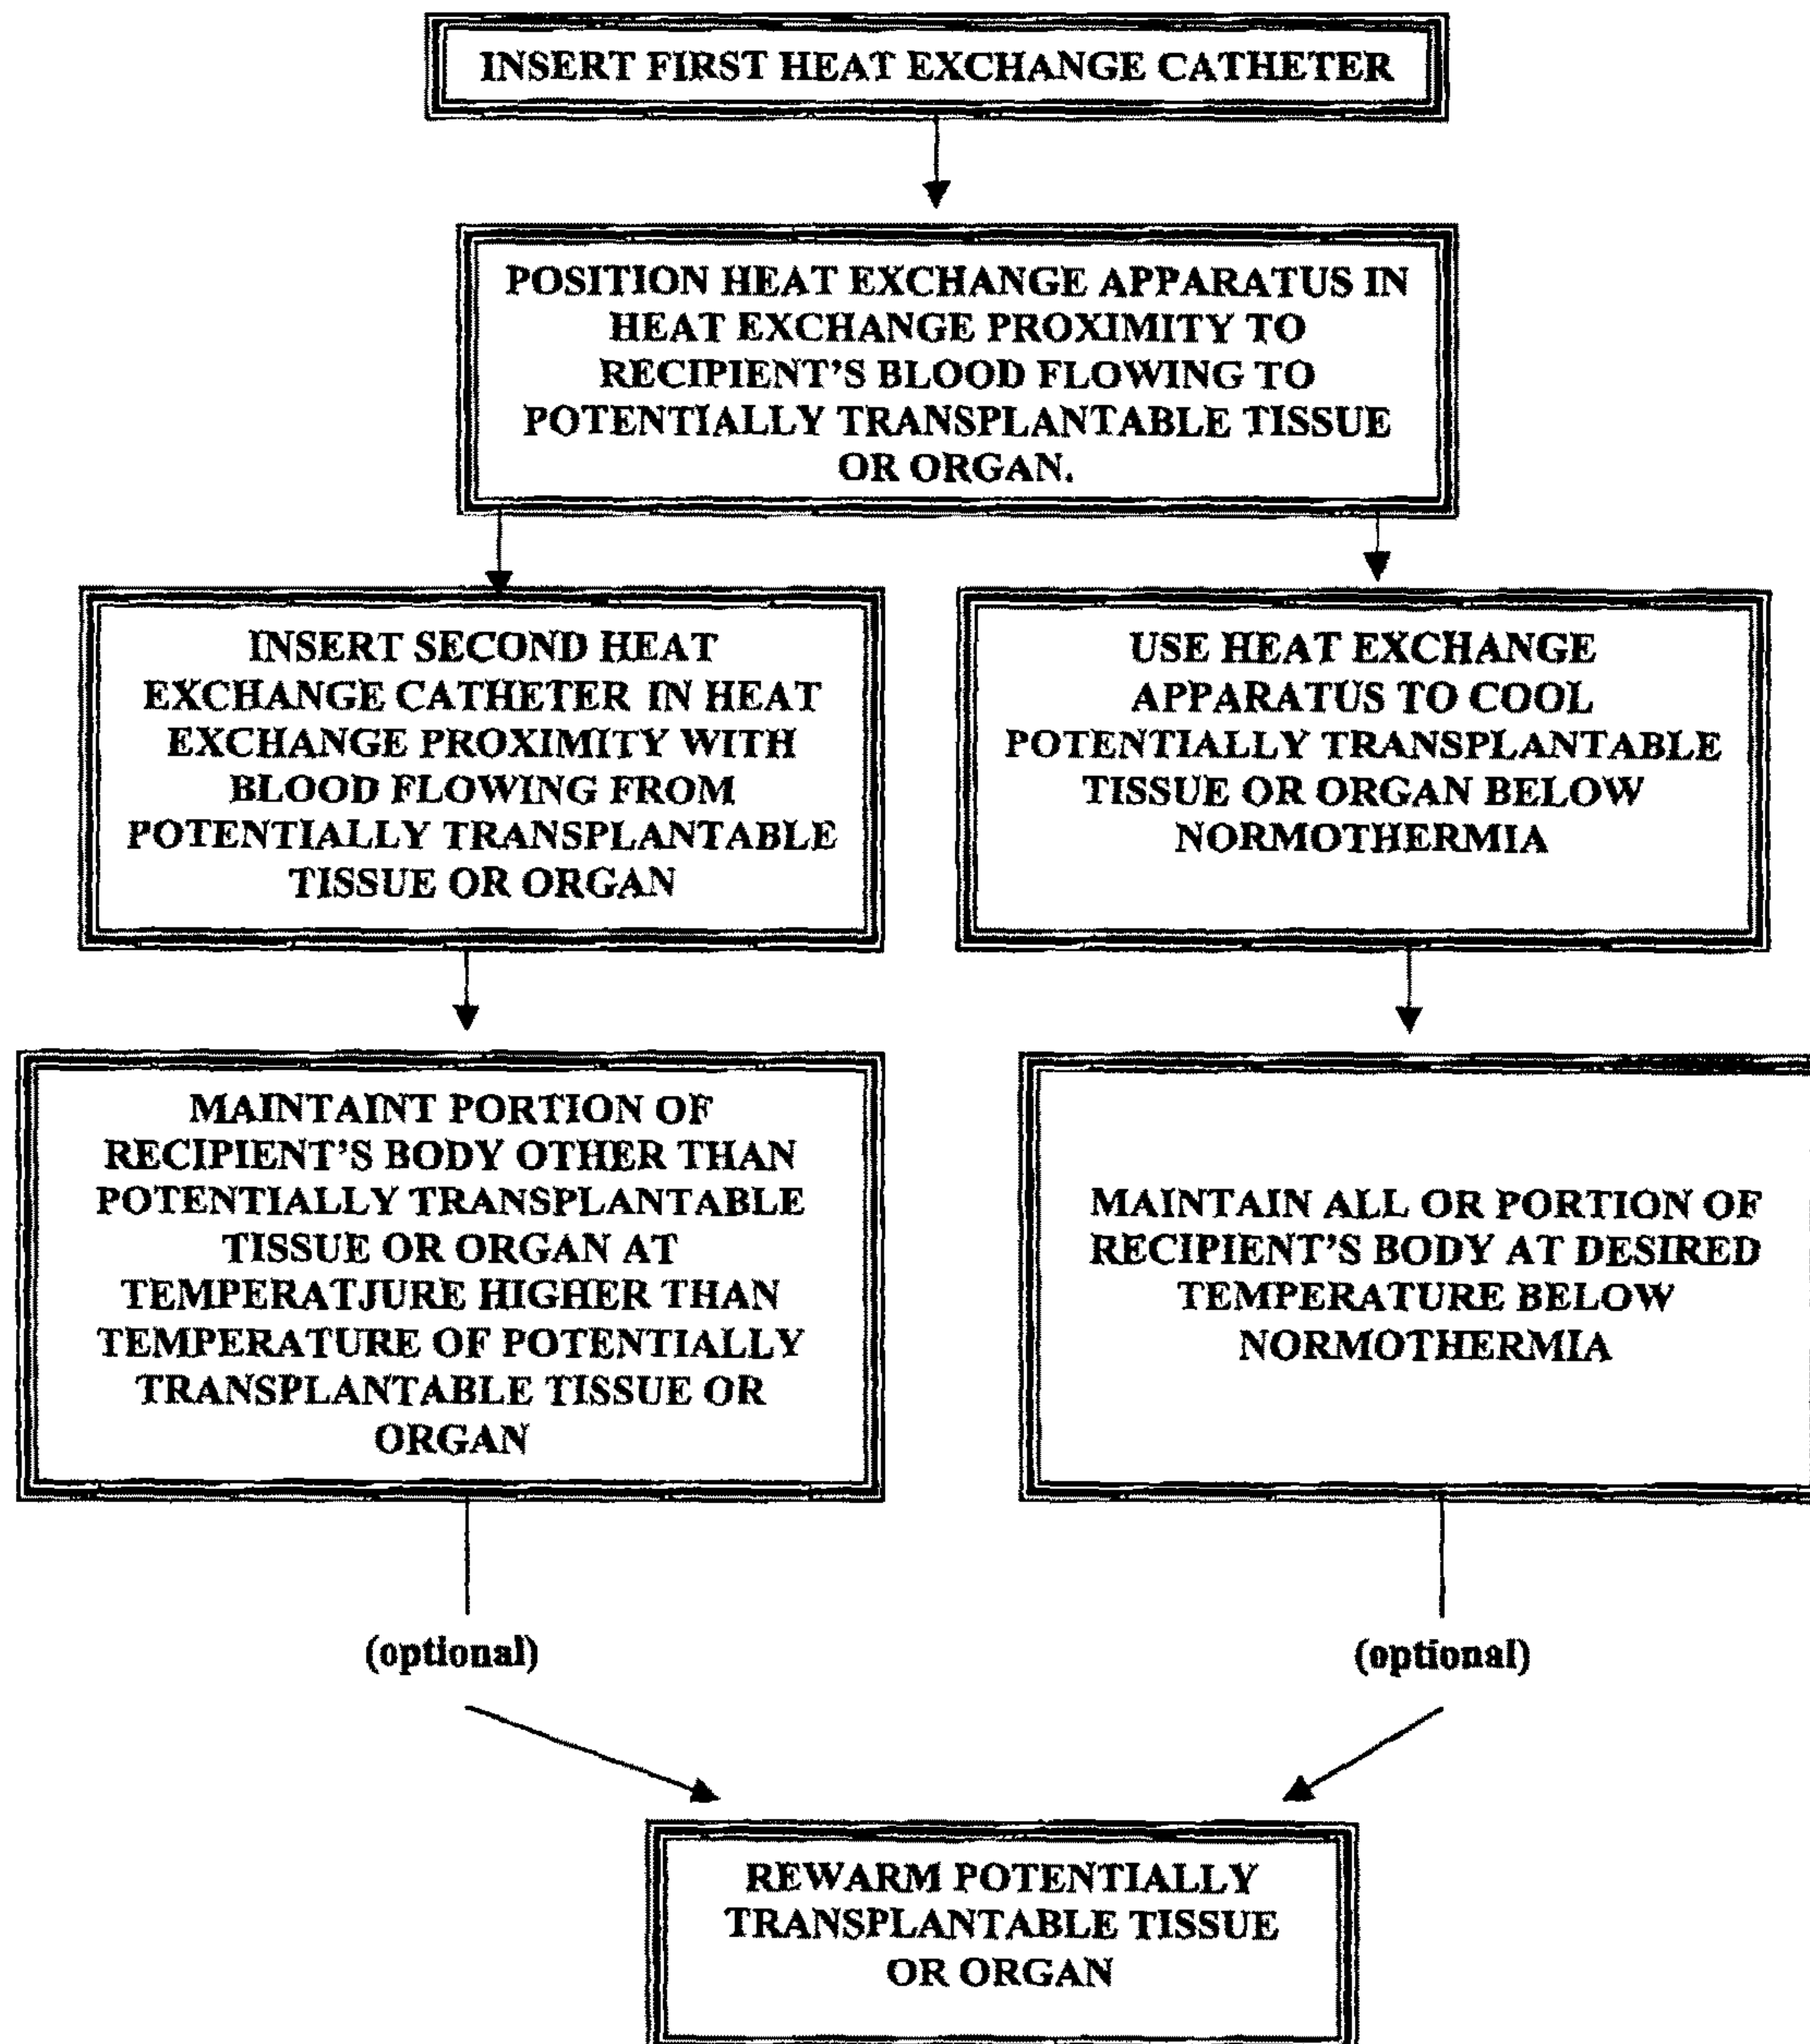 INSERT FIRST HEAT EXCHANGE CATHETER
POSITION HEAT EXCHANGE APPARATUS IN
HEAT EXCHANGE PROXIMITY TO
RECIPIENT'S BLOOD FLOWING TO
POTENTIALLY TRANSPLANTABLE TISSUE
OR ORGAN.
INSERT SECOND HEAT
EXCHANGE CATHETER IN HEAT
EXCHANGE PROXIMITY WITH
BLOOD FLOWING FROM
POTENTIALLY TRANSPLANTABLE
TISSUE OR ORGAN
USE HEAT EXCHANGE
APPARATUS TO COOL
POTENTIALLY TRANSPLANTABLE
TISSUE OR ORGAN BELOW
NORMOTHERMIA
MAINTAINT PORTION OF
RECIPIENT'S BODY OTHER THAN
POTENTIALLY TRANSPLANTABLE
TISSUE OR ORGAN AT
TEMPERATJURE HIGHER THAN
TEMPERATURE OF POTENTIALLY
TRANSPLANTABLE TISSUE OR
ORGAN
MAINTAIN ALL OR PORTION OF
RECIPIENT'S BODY AT DESIRED
TEMPERATURE BELOW
NORMOTHERMIA
(optional)
(optional)
REWARM POTENTIALLY
TRANSPLANTABLE TISSUE
OR ORGAN